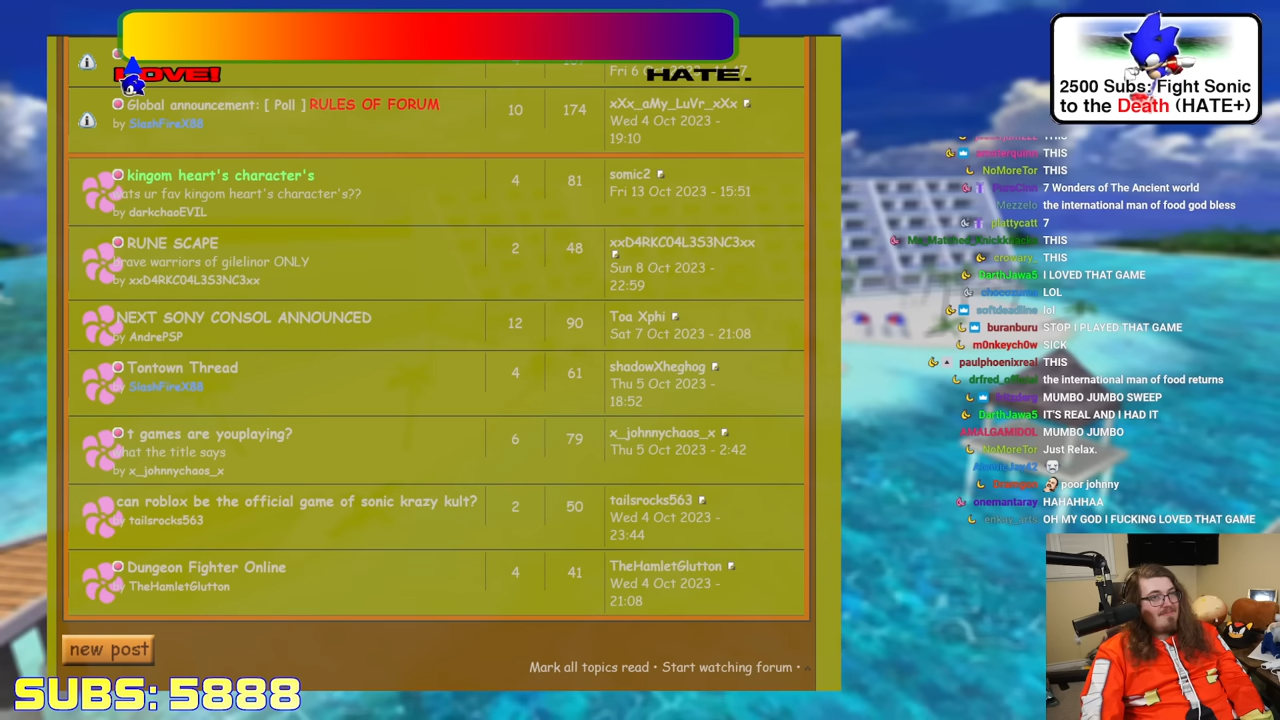 LOVE!
HATE.
Fri 6 Oct 2023
Global announcement: [ Poll ] RULES OF FORUM
by SlashFireX88
10
174
xXx_aMy_LuVr_xXx
Wed 4 Oct 2023 -
19:10
kingom heart's character's
wats ur fav kingom heart's character's??
by darkchaoEVIL
4
81
somic2
Fri 13 Oct 2023 - 15:51
RUNE SCAPE
brave warriors of gilelinor ONLY
by xxD4RKC04L3S3NC3xx
2
48
xxD4RKC04L3S3NC3xx
Sun 8 Oct 2023 -
22:59
NEXT SONY CONSOL ANNOUNCED
by AndrePSP
12
90
Toa Xphi
Sat 7 Oct 2023 - 21:08
Tontown Thread
by SlashFireX88
4
61
shadowXheghog
Thu 5 Oct 2023 -
18:52
t games are youplaying?
what the title says
by x_johnnychaos_x
6
79
x_johnnychaos_x
Thu 5 Oct 2023 - 2:42
can roblox be the official game of sonic krazy kult?
by tailsrocks563
2
50
tailsrocks563
Wed 4 Oct 2023 -
23:44
Dungeon Fighter Online
by TheHamletGlutton
4
41
TheHamletGlutton
Wed 4 Oct 2023 -
21:08
new post
Mark all topics read • Start watching forum •
SUBS: 5888
2500 Subs: Fight Sonic
to the Death (HATE+)
THIS
THIS
NoMoreTor THIS
7 Wonders of The Ancient world
Mezzelo the international man of food god bless
plattycatt 7
THIS
crowary_ THIS
DarthJawa5 I LOVED THAT GAME
LOL
softdeadline lol
buranburu STOP I PLAYED THAT GAME
m0nkeych0w SICK
paulphoenixreal THIS
drfred_official the international man of food returns
MUMBO JUMBO SWEEP
DarthJawa5 IT'S REAL AND I HAD IT
AMALGAMIDOL MUMBO JUMBO
NoMoreTor Just Relax.
poor johnny
onemantaray HAHAHHAA
OH MY GOD I FUCKING LOVED THAT GAME